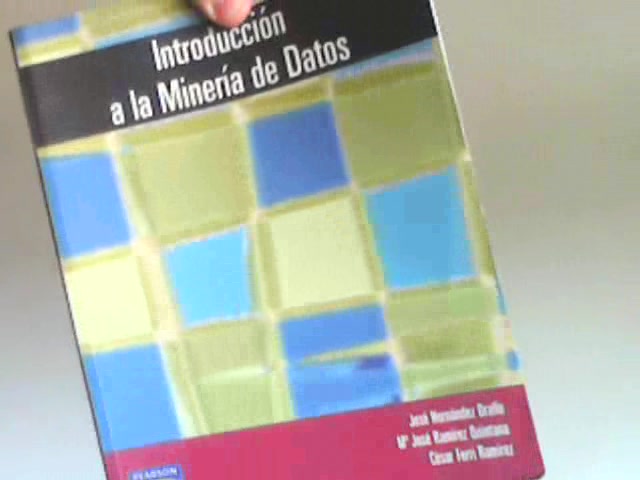 Introducción
a la Minería de Datos
José Hernández Orallo
Mª José Ramírez Quintana
César Ferri Ramírez
PEARSON